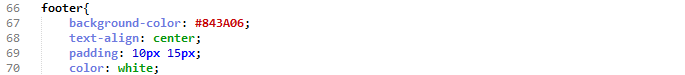 66 footer{
67 background-color: #843A06;
68 text-align: center;
69 padding: 10px 15px;
70 color: white;